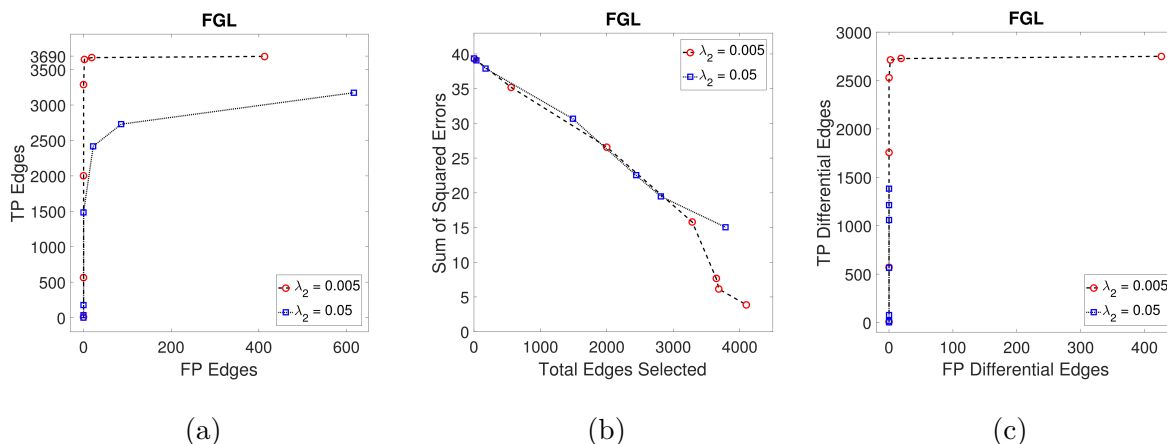 FGL
3690
3500
3000
2500
2000
1500
1000
500
0
TP Edges
0
200
400
600
FP Edges
λ2 = 0.005
λ2 = 0.05
(a)
FGL
40
35
30
25
20
15
10
5
0
Sum of Squared Errors
0
1000
2000
3000
4000
Total Edges Selected
λ2 = 0.005
λ2 = 0.05
(b)
FGL
3000
2500
2000
1500
1000
500
0
TP Differential Edges
0
100
200
300
400
FP Differential Edges
λ2 = 0.005
λ2 = 0.05
(c)